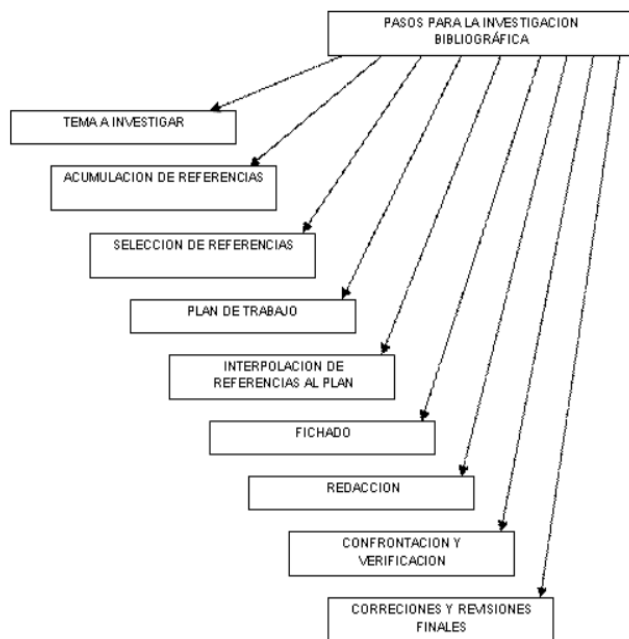 PASOS PARA LA INVESTIGACION
BIBLIOGRÁFICA
TEMA A INVESTIGAR
ACUMULACION DE REFERENCIAS
SELECCION DE REFERENCIAS
PLAN DE TRABAJO
INTERPOLACION DE
REFERENCIAS AL PLAN
FICHADO
REDACCION
CONFRONTACION Y
VERIFICACION
CORRECIONES Y REVISIONES
FINALES